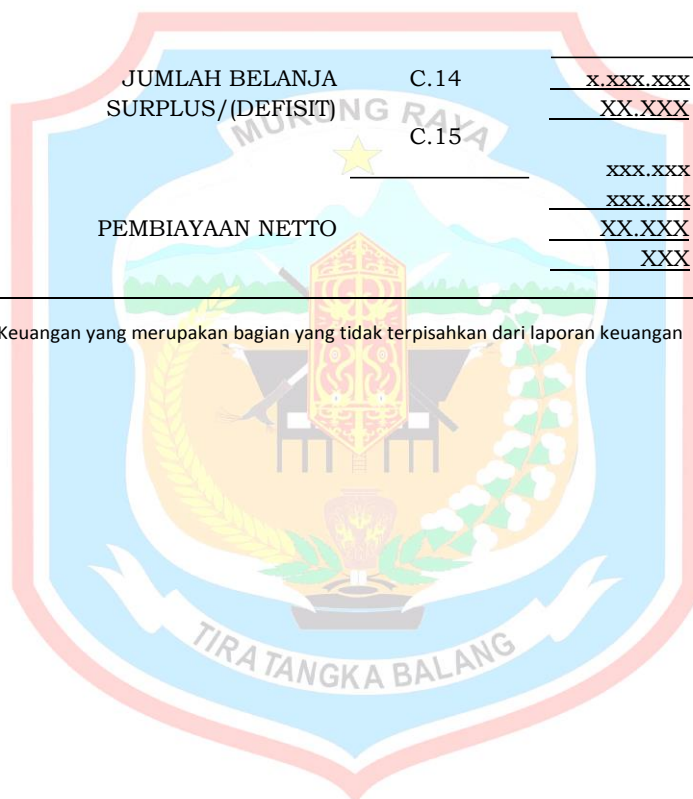 JUMLAH BELANJA C.14 x.xxx.xxx
SURPLUS/(DEFISIT) XX.XXX
MURUNG RAYA
C.15
xxx.xxx
xxx.xxx
PEMBIAYAAN NETTO XX.XXX
XXX
Keuangan yang merupakan bagian yang tidak terpisahkan dari laporan keuangan
TIRA TANGKA BALANG